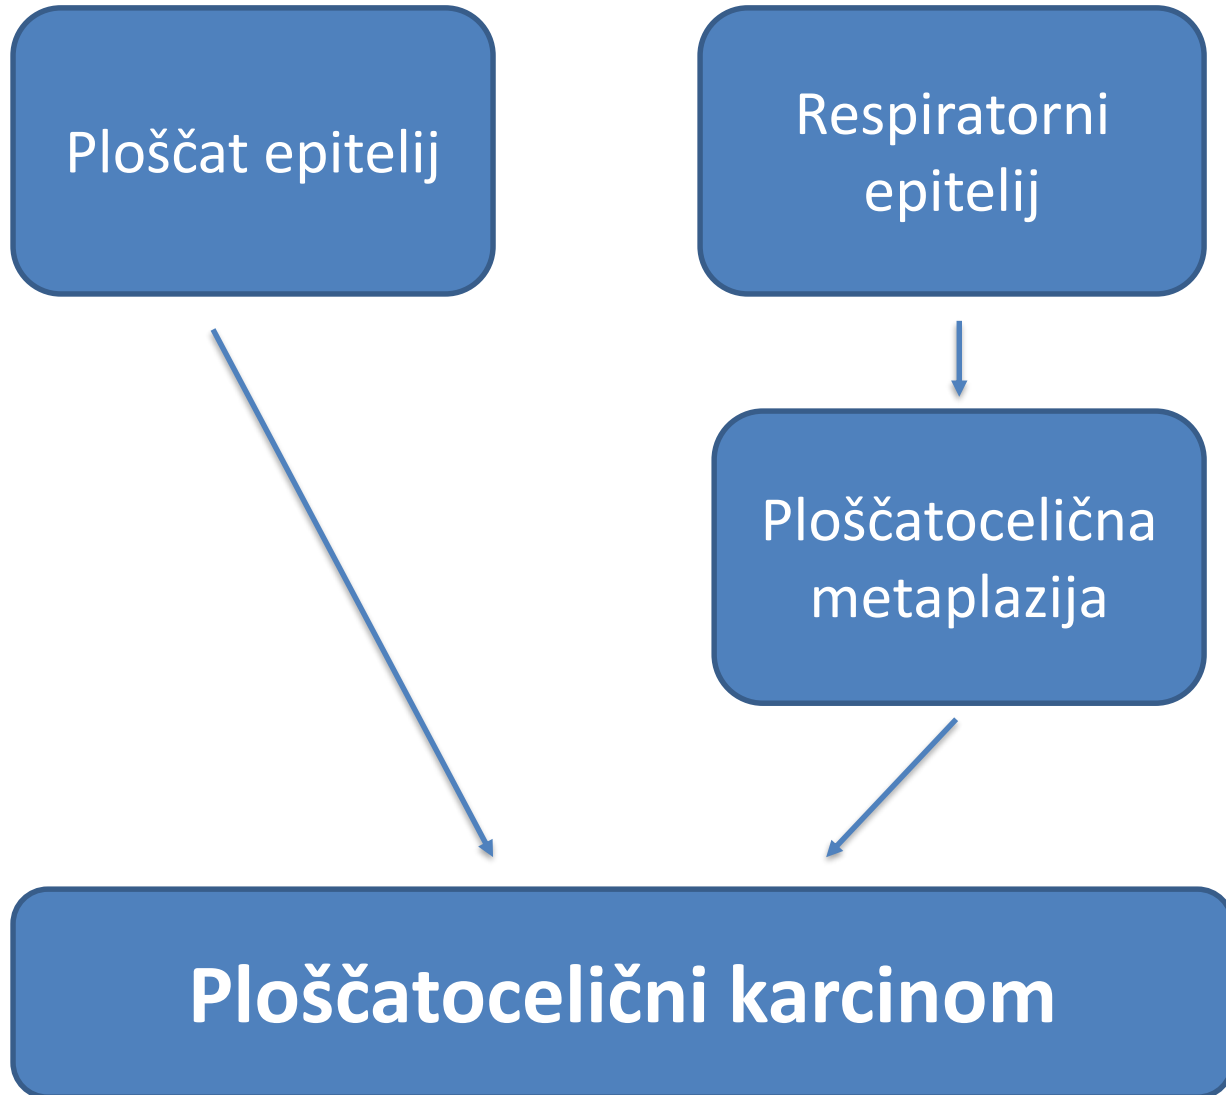 Ploščat epitelij
Respiratorni
epitelij
Ploščatocelična
metaplazija
Ploščatocelični karcinom